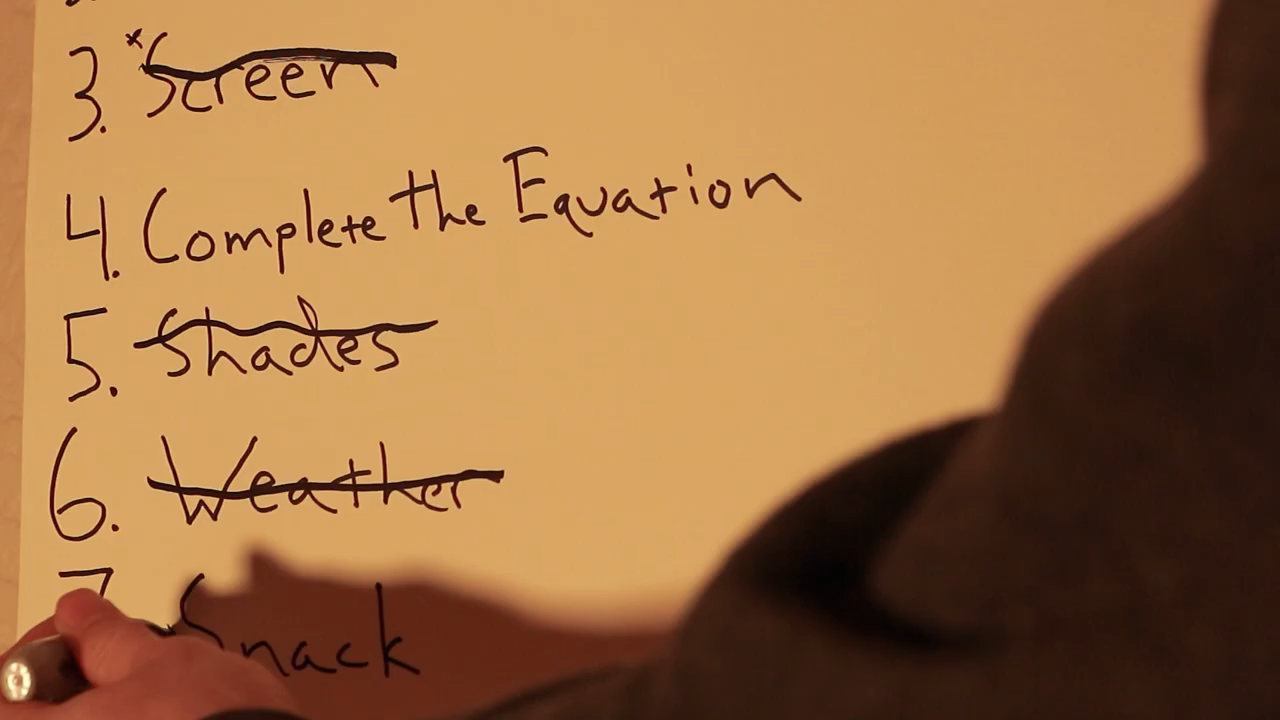 3. *Screen
4. Complete the Equation
5. Shades
6. Weather
7. Snack